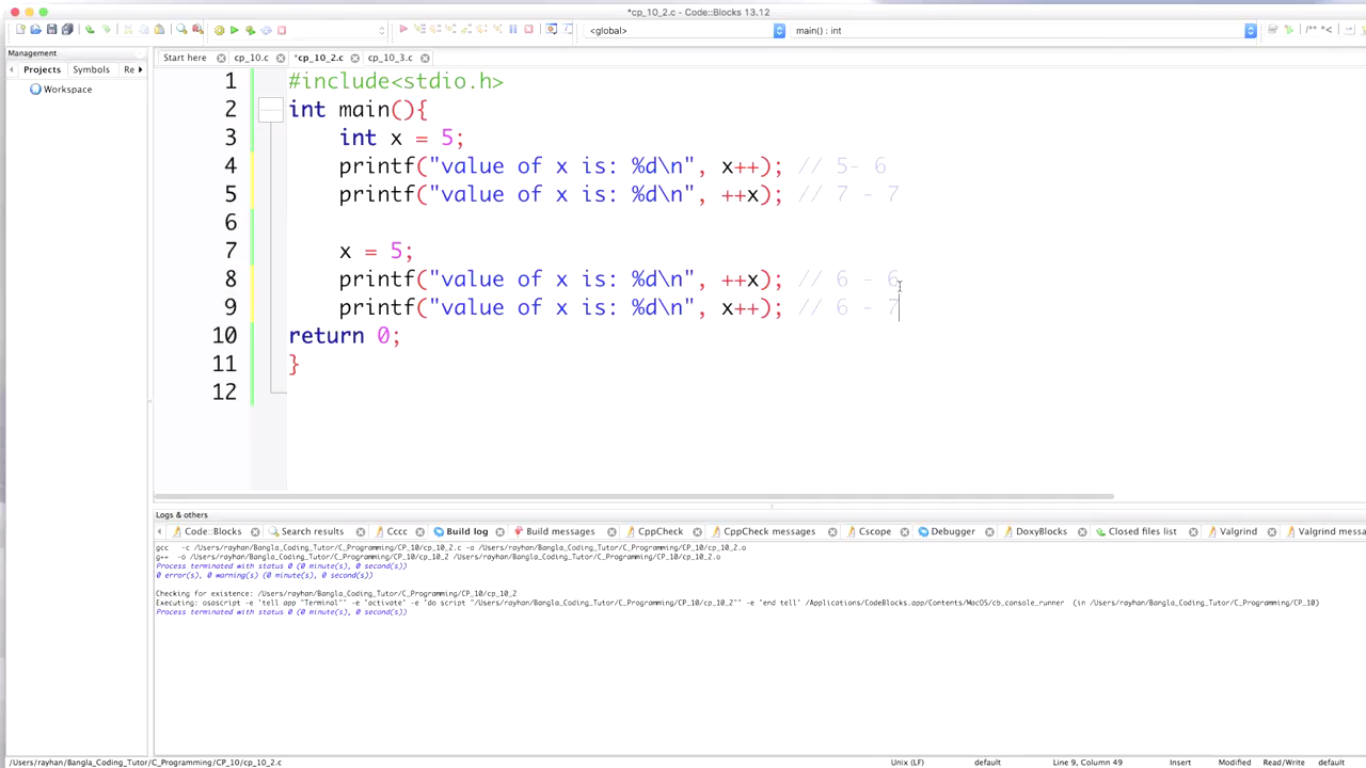 *cp_10_2.c - Code::Blocks 13.12
<global> main() : int
Management
Projects Symbols Re
Workspace
Start here cp_10.c *cp_10_2.c cp_10_3.c
1 #include<stdio.h>
2 int main(){
3 int x = 5;
4 printf("value of x is: %d\n", x++); // 5- 6
5 printf("value of x is: %d\n", ++x); // 7 - 7
6
7 x = 5;
8 printf("value of x is: %d\n", ++x); // 6 - 6
9 printf("value of x is: %d\n", x++); // 6 - 7
10 return 0;
11 }
12
Logs & others
Code::Blocks Search results Cccc Build log Build messages CppCheck CppCheck messages Cscope Debugger DoxyBlocks Closed files list Valgrind Valgrind messa
gcc -c /Users/rayhan/Bangla_Coding_Tutor/C_Programming/CP_10/cp_10_2.c -o /Users/rayhan/Bangla_Coding_Tutor/C_Programming/CP_10/cp_10_2.o
g++ -o /Users/rayhan/Bangla_Coding_Tutor/C_Programming/CP_10/cp_10_2 /Users/rayhan/Bangla_Coding_Tutor/C_Programming/CP_10/cp_10_2.o
Process terminated with status 0 (0 minute(s), 0 second(s))
0 error(s), 0 warning(s) (0 minute(s), 0 second(s))
Checking for existence: /Users/rayhan/Bangla_Coding_Tutor/C_Programming/CP_10/cp_10_2
Executing: osascript -e 'tell app "Terminal"' -e 'activate' -e 'do script "/Users/rayhan/Bangla_Coding_Tutor/C_Programming/CP_10/cp_10_2"' -e 'end tell' /Applications/CodeBlocks.app/Contents/MacOS/cb_console_runner (in /Users/rayhan/Bangla_Coding_Tutor/C_Programming/CP_10)
Process terminated with status 0 (0 minute(s), 0 second(s))
/Users/rayhan/Bangla_Coding_Tutor/C_Programming/CP_10/cp_10_2.c Unix (LF) default Line 9, Column 49 Insert Modified Read/Write default